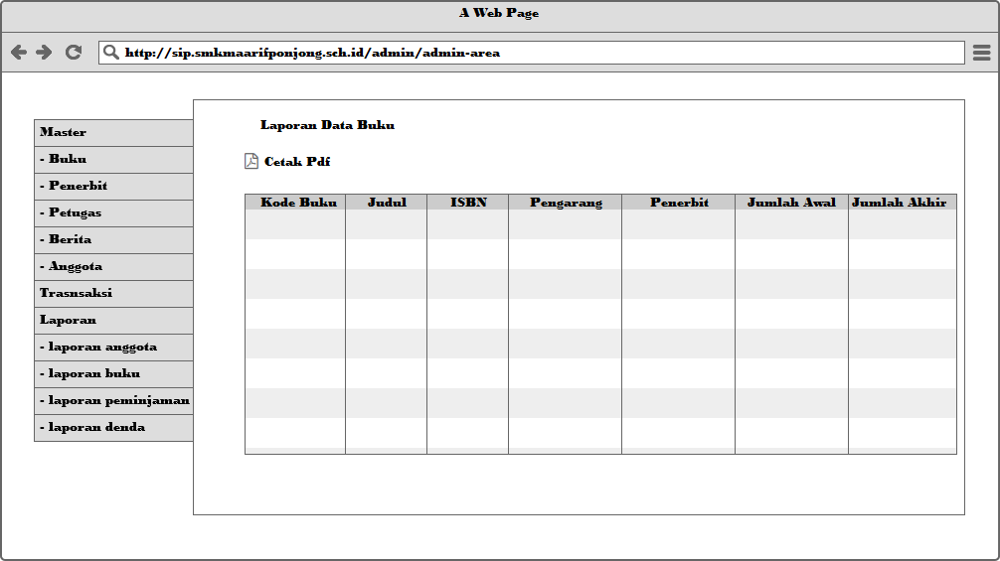 A Web Page
http://sip.smkmaarifponjong.sch.id/admin/admin-area
Master
- Buku
- Penerbit
- Petugas
- Berita
- Anggota
Trasnsaksi
Laporan
- laporan anggota
- laporan buku
- laporan peminjaman
- laporan denda
Laporan Data Buku
Cetak Pdf
Kode Buku Judul ISBN Pengarang Penerbit Jumlah Awal Jumlah Akhir